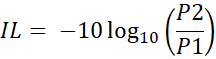 IL = −10 log₁₀ (P2/P1)